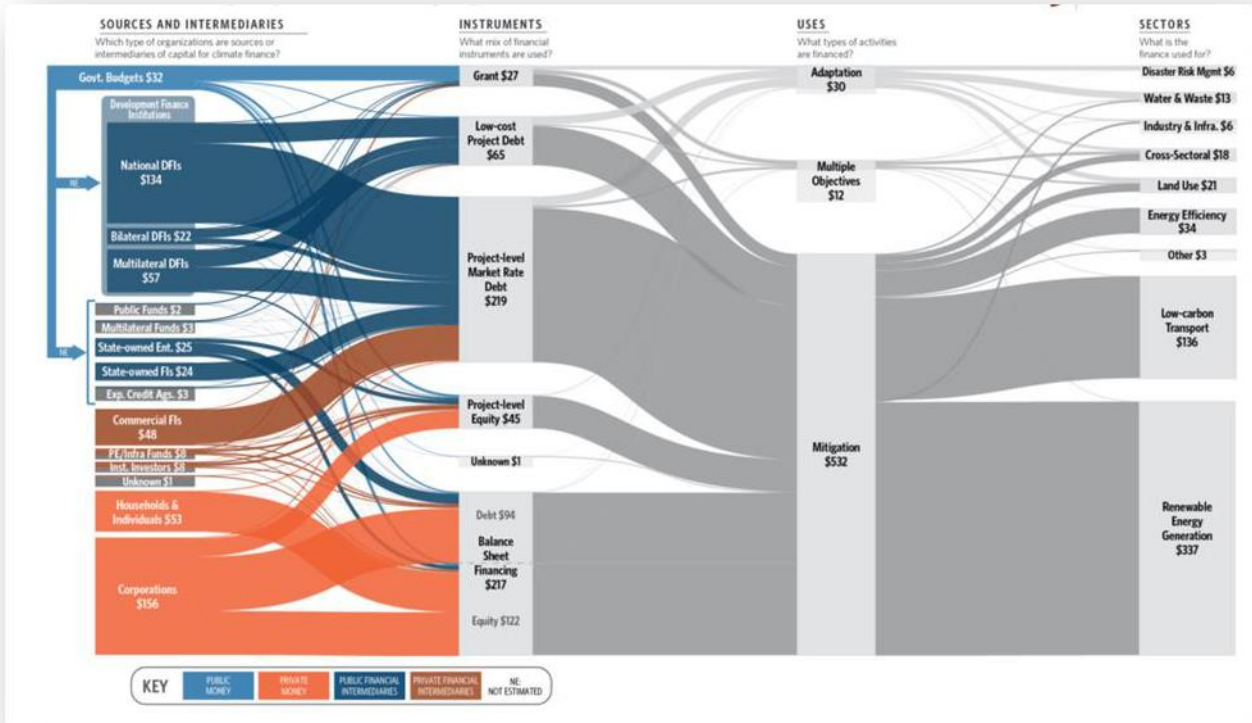 SOURCES AND INTERMEDIARIES
Which type of organizations are sources or
intermediaries of capital for climate finance?
Govt. Budgets $32
Development Finance
Institutions
National DFIs
$134
NE
Bilateral DFIs $22
Multilateral DFIs
$57
Public Funds $2
Multilateral Funds $3
State-owned Ent. $25
NE
State-owned FIs $24
Exp. Credit Ags. $3
Commercial FIs
$48
PE/Infra Funds $8
Inst. Investors $8
Unknown $1
Households &
Individuals $53
Corporations
$156
INSTRUMENTS
What mix of financial
instruments are used?
Grant $27
Low-cost
Project Debt
$65
Project-level
Market Rate
Debt
$219
Project-level
Equity $45
Unknown $1
Debt $94
Balance
Sheet
Financing
$217
Equity $122
USES
What types of activities
are financed?
Adaptation
$30
Multiple
Objectives
$12
Mitigation
$532
SECTORS
What is the
finance used for?
Disaster Risk Mgmt $6
Water & Waste $13
Industry & Infra. $6
Cross-Sectoral $18
Land Use $21
Energy Efficiency
$34
Other $3
Low-carbon
Transport
$136
Renewable
Energy
Generation
$337
KEY
PUBLIC
MONEY
PRIVATE
MONEY
PUBLIC FINANCIAL
INTERMEDIARIES
PRIVATE FINANCIAL
INTERMEDIARIES
NE:
NOT ESTIMATED